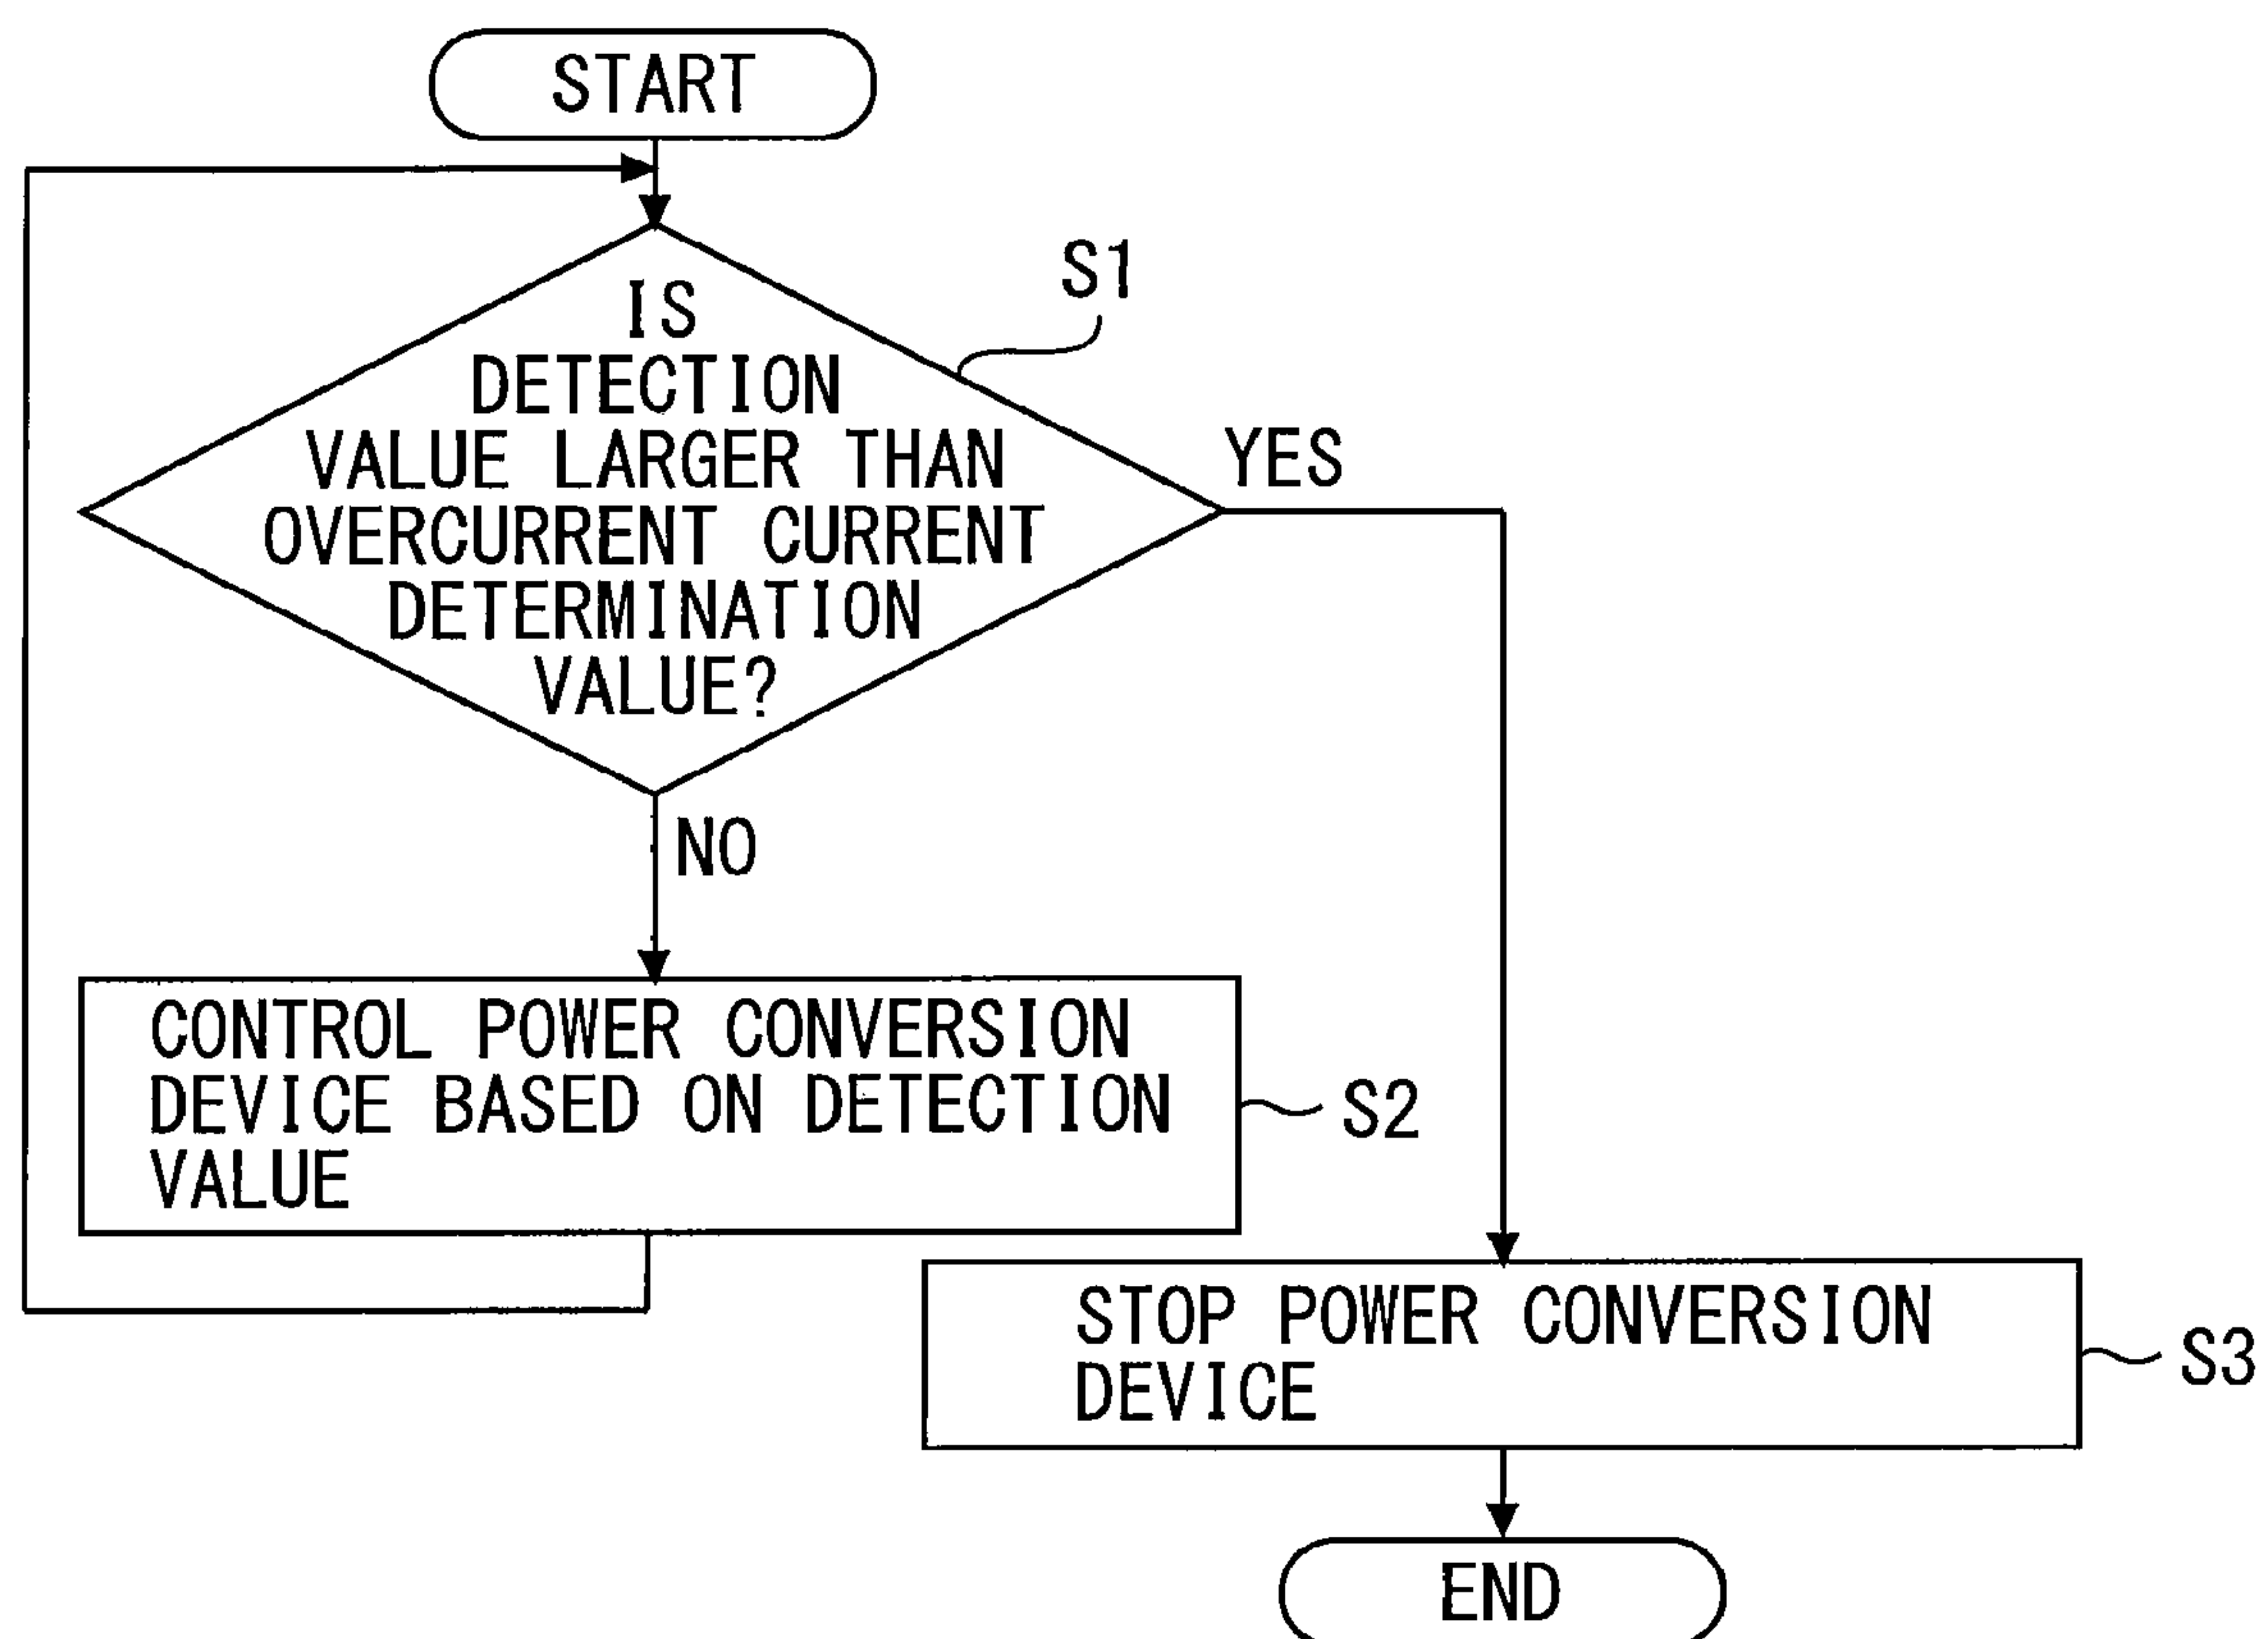 START
S1
IS
DETECTION
VALUE LARGER THAN
OVERCURRENT CURRENT
DETERMINATION
VALUE?
YES
NO
CONTROL POWER CONVERSION
DEVICE BASED ON DETECTION
VALUE
S2
STOP POWER CONVERSION
DEVICE
S3
END